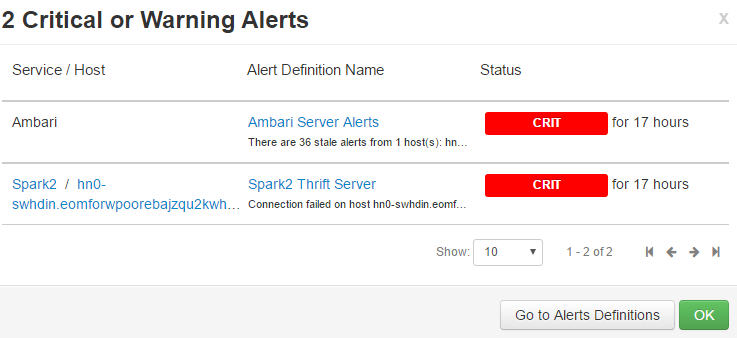 2 Critical or Warning Alerts
x
Service / Host Alert Definition Name Status
Ambari Ambari Server Alerts CRIT for 17 hours
There are 36 stale alerts from 1 host(s): hn…
Spark2 / hn0- Spark2 Thrift Server CRIT for 17 hours
swhdin.eomforwpoorebajzqu2kwh… Connection failed on host hn0-swhdin.eomf…
Show: 10 1 - 2 of 2
Go to Alerts Definitions OK